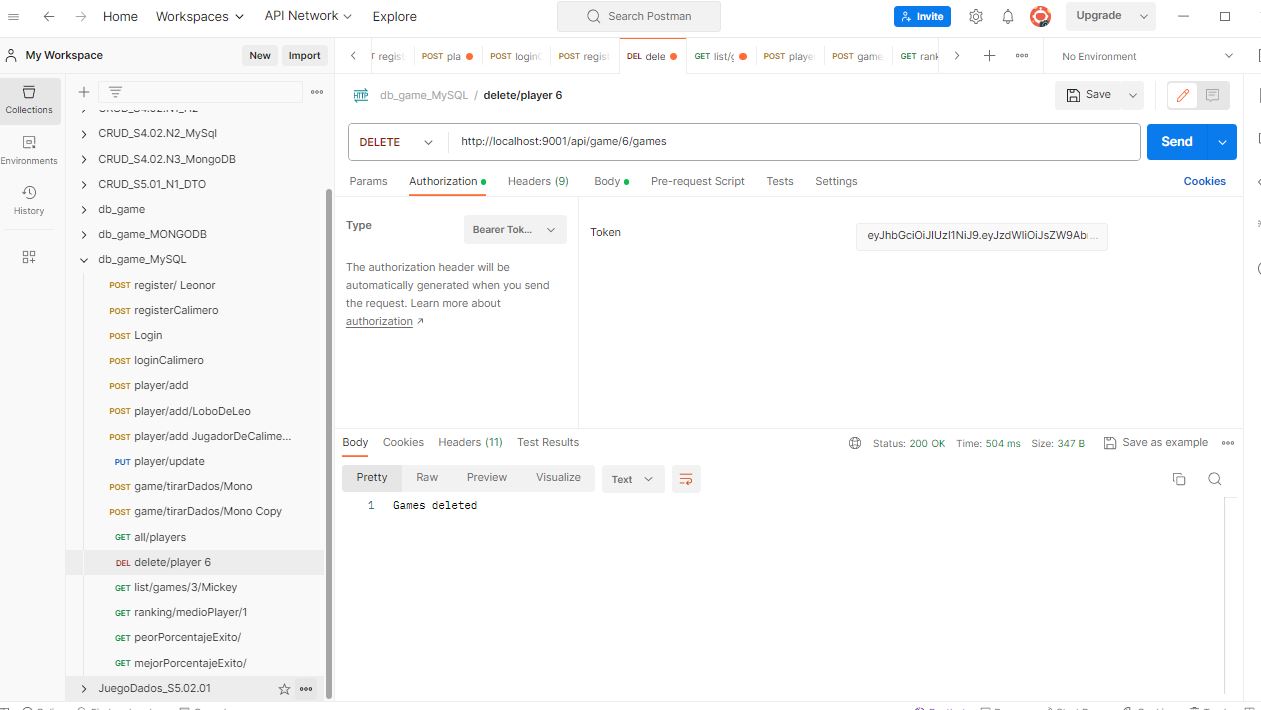 Home Workspaces API Network Explore Search Postman Invite Upgrade
My Workspace New Import regist POST pla POST login POST regist DEL dele GET list/g POST playe POST game GET rank No Environment
Collections
Environments
History
CRUD_S4.02.N2_MySql
CRUD_S4.02.N3_MongoDB
CRUD_S5.01_N1_DTO
db_game
db_game_MONGODB
db_game_MySQL
POST register/ Leonor
POST registerCalimero
POST Login
POST loginCalimero
POST player/add
POST player/add/LoboDeLeo
POST player/add JugadorDeCalime...
PUT player/update
POST game/tirarDados/Mono
POST game/tirarDados/Mono Copy
GET all/players
DEL delete/player 6
GET list/games/3/Mickey
GET ranking/medioPlayer/1
GET peorPorcentajeExito/
GET mejorPorcentajeExito/
JuegoDados_S5.02.01
HTTP db_game_MySQL / delete/player 6 Save
DELETE http://localhost:9001/api/game/6/games Send
Params Authorization Headers (9) Body Pre-request Script Tests Settings Cookies
Type Bearer Tok...
The authorization header will be
automatically generated when you send
the request. Learn more about
authorization ↗
Token eyJhbGciOiJIUzI1NiJ9.eyJzdWIiOiJsZW9Ab...
Body Cookies Headers (11) Test Results Status: 200 OK Time: 504 ms Size: 347 B Save as example
Pretty Raw Preview Visualize Text
1 Games deleted